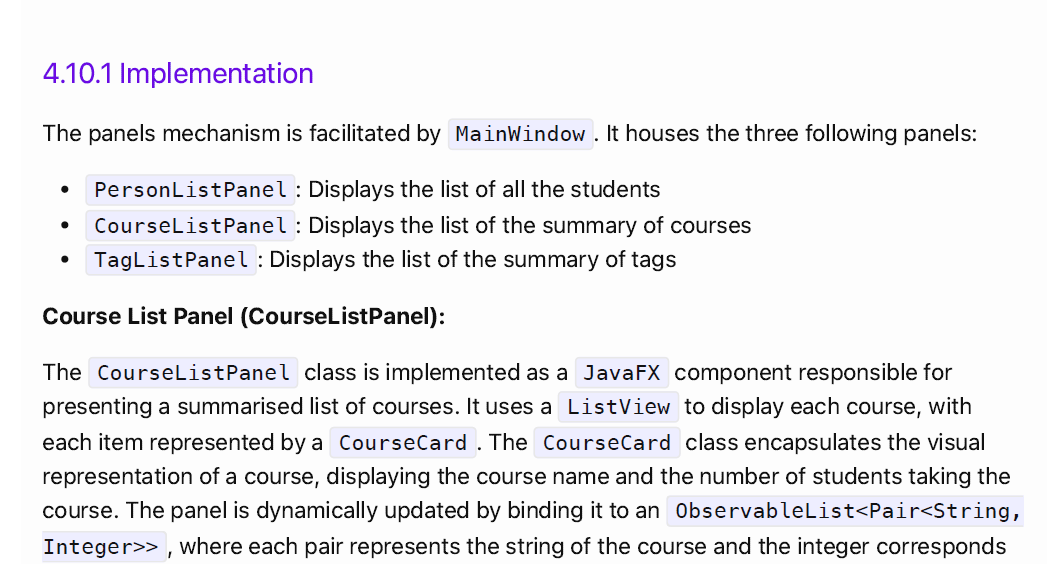 4.10.1 Implementation
The panels mechanism is facilitated by MainWindow. It houses the three following panels:
• PersonListPanel: Displays the list of all the students
• CourseListPanel: Displays the list of the summary of courses
• TagListPanel: Displays the list of the summary of tags
Course List Panel (CourseListPanel):
The CourseListPanel class is implemented as a JavaFX component responsible for
presenting a summarised list of courses. It uses a ListView to display each course, with
each item represented by a CourseCard. The CourseCard class encapsulates the visual
representation of a course, displaying the course name and the number of students taking the
course. The panel is dynamically updated by binding it to an ObservableList<Pair<String,
Integer>>, where each pair represents the string of the course and the integer corresponds